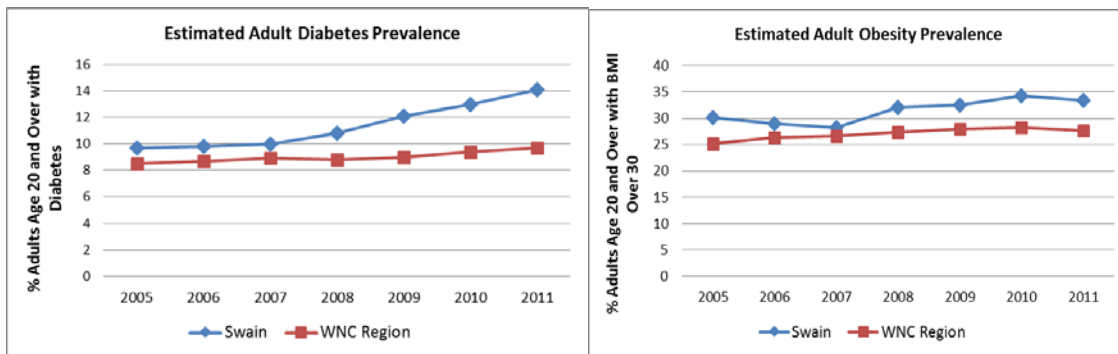 Estimated Adult Diabetes Prevalence
% Adults Age 20 and Over with
Diabetes
16
14
12
10
8
6
4
2
0
2005 2006 2007 2008 2009 2010 2011
Swain WNC Region
Estimated Adult Obesity Prevalence
% Adults Age 20 and Over with BMI
Over 30
40
35
30
25
20
15
10
5
0
2005 2006 2007 2008 2009 2010 2011
Swain WNC Region